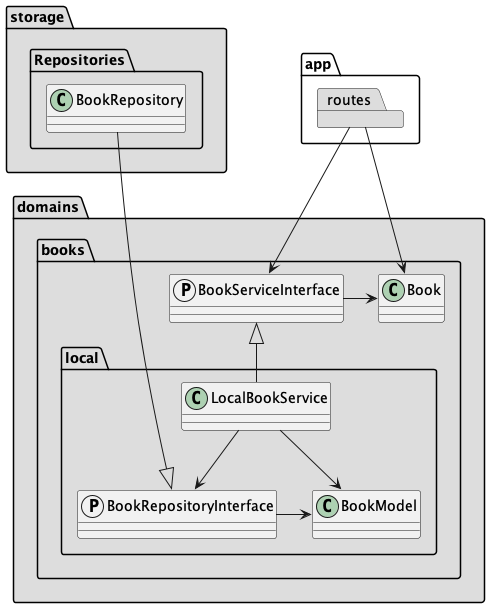 storage
Repositories
C BookRepository
app
routes
domains
books
P BookServiceInterface
C Book
local
C LocalBookService
P BookRepositoryInterface
C BookModel